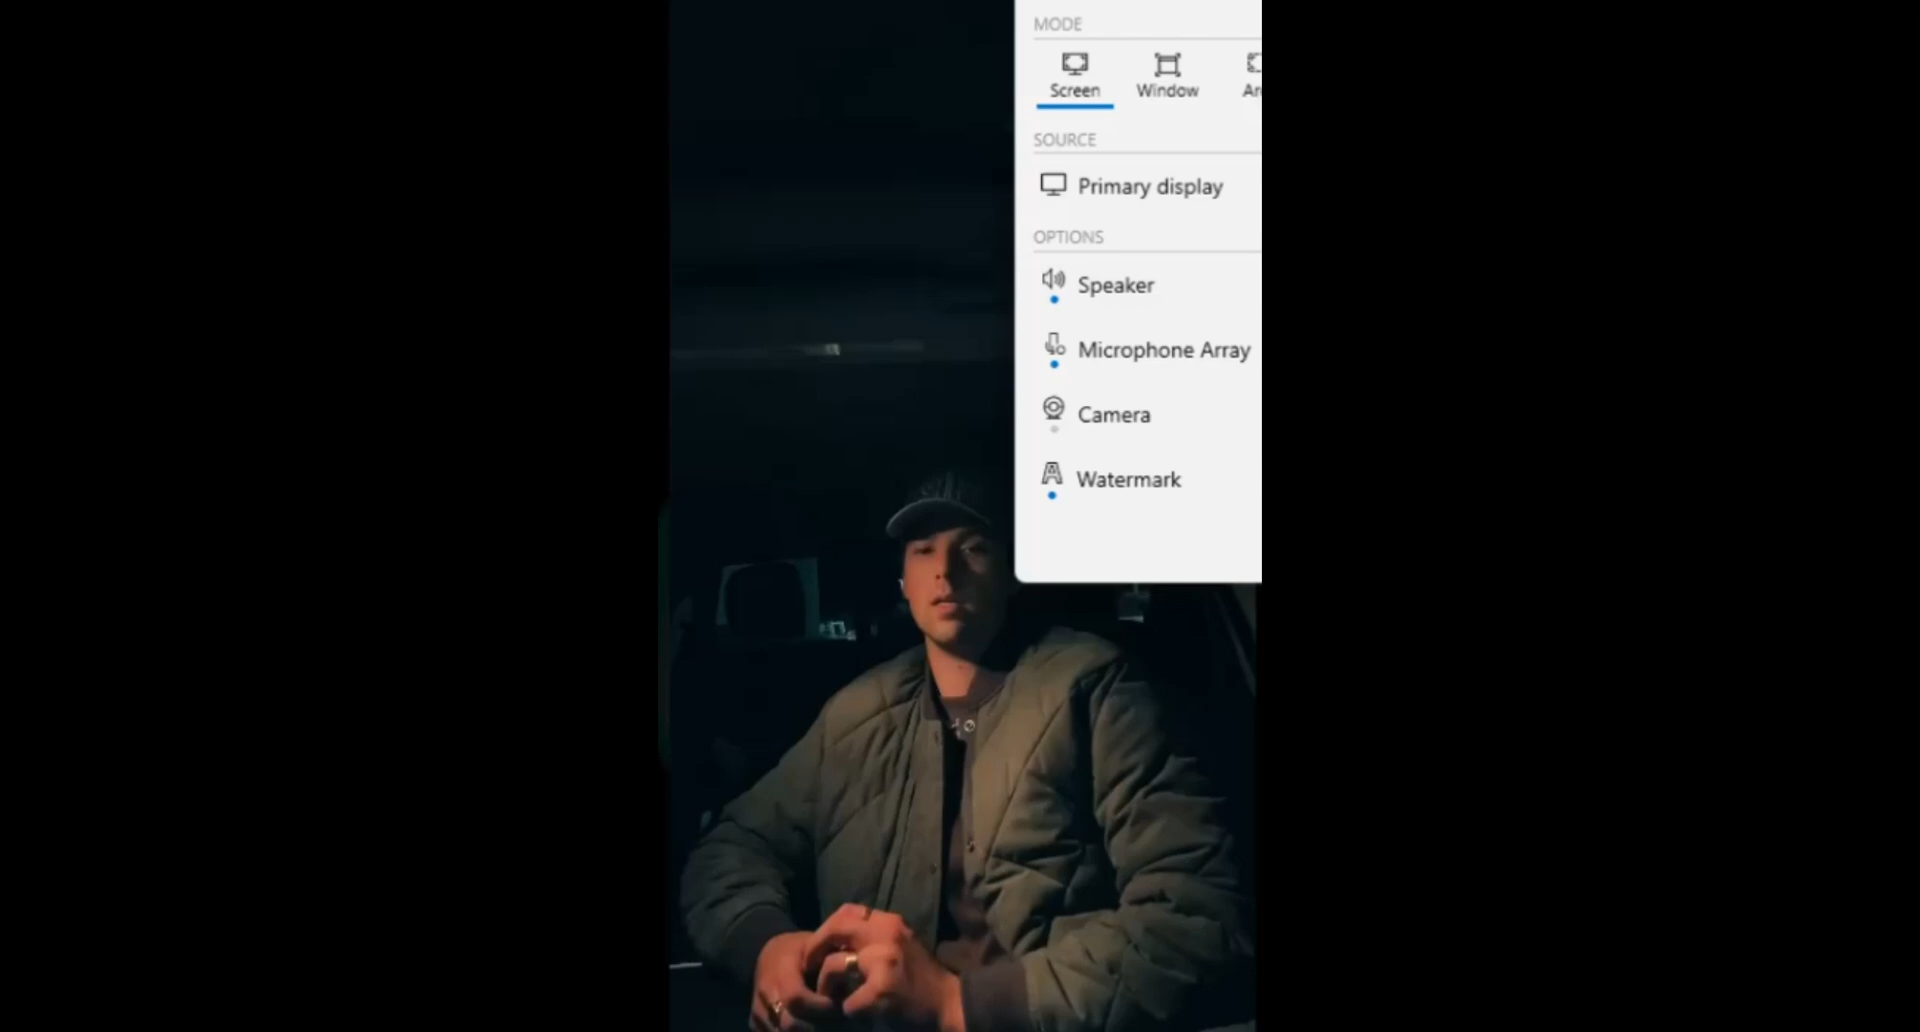 MODE
Screen Window
SOURCE
Primary display
OPTIONS
Speaker
Microphone Array
Camera
Watermark